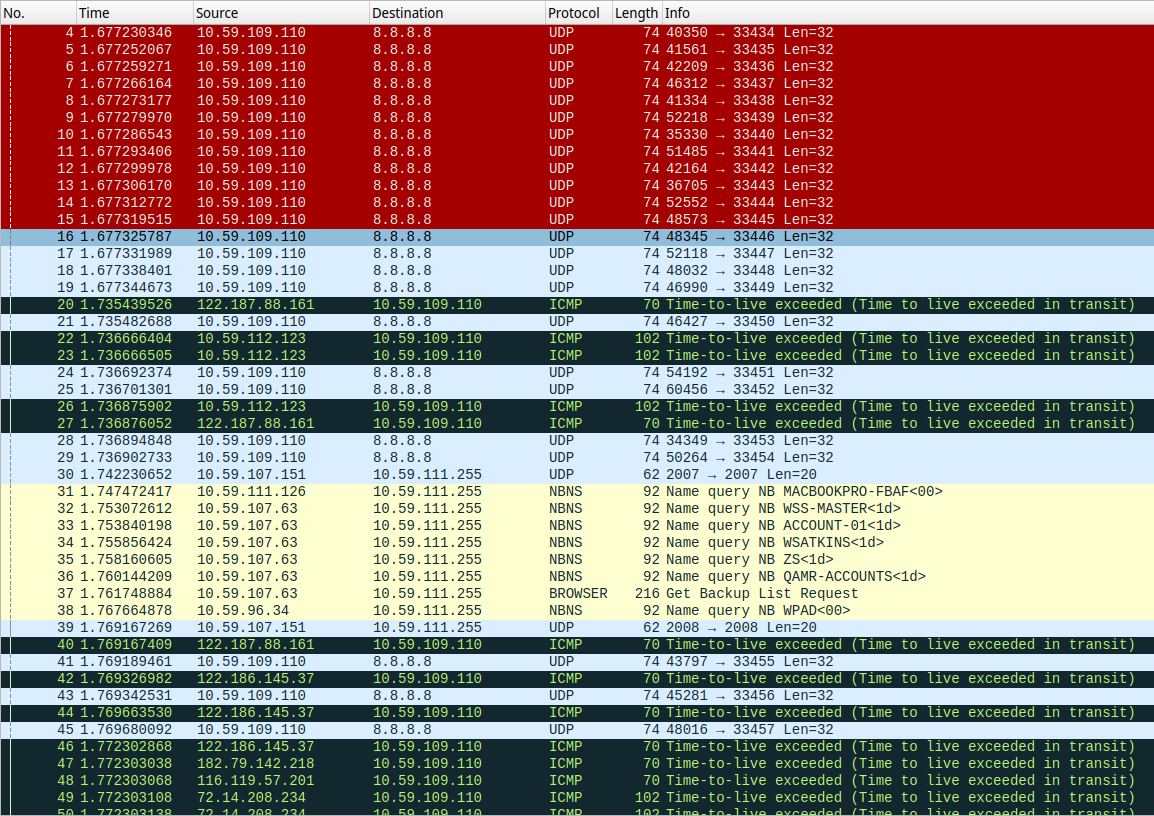 No. Time Source Destination Protocol Length Info
4 1.677230346 10.59.109.110 8.8.8.8 UDP 74 40350 → 33434 Len=32
5 1.677252067 10.59.109.110 8.8.8.8 UDP 74 41561 → 33435 Len=32
6 1.677259271 10.59.109.110 8.8.8.8 UDP 74 42209 → 33436 Len=32
7 1.677266164 10.59.109.110 8.8.8.8 UDP 74 46312 → 33437 Len=32
8 1.677273177 10.59.109.110 8.8.8.8 UDP 74 41334 → 33438 Len=32
9 1.677279970 10.59.109.110 8.8.8.8 UDP 74 52218 → 33439 Len=32
10 1.677286543 10.59.109.110 8.8.8.8 UDP 74 35330 → 33440 Len=32
11 1.677293406 10.59.109.110 8.8.8.8 UDP 74 51485 → 33441 Len=32
12 1.677299978 10.59.109.110 8.8.8.8 UDP 74 42164 → 33442 Len=32
13 1.677306170 10.59.109.110 8.8.8.8 UDP 74 36705 → 33443 Len=32
14 1.677312772 10.59.109.110 8.8.8.8 UDP 74 52552 → 33444 Len=32
15 1.677319515 10.59.109.110 8.8.8.8 UDP 74 48573 → 33445 Len=32
16 1.677325787 10.59.109.110 8.8.8.8 UDP 74 48345 → 33446 Len=32
17 1.677331989 10.59.109.110 8.8.8.8 UDP 74 52118 → 33447 Len=32
18 1.677338401 10.59.109.110 8.8.8.8 UDP 74 48032 → 33448 Len=32
19 1.677344673 10.59.109.110 8.8.8.8 UDP 74 46990 → 33449 Len=32
20 1.735439526 122.187.88.161 10.59.109.110 ICMP 70 Time-to-live exceeded (Time to live exceeded in transit)
21 1.735482688 10.59.109.110 8.8.8.8 UDP 74 46427 → 33450 Len=32
22 1.736666404 10.59.112.123 10.59.109.110 ICMP 102 Time-to-live exceeded (Time to live exceeded in transit)
23 1.736666505 10.59.112.123 10.59.109.110 ICMP 102 Time-to-live exceeded (Time to live exceeded in transit)
24 1.736692374 10.59.109.110 8.8.8.8 UDP 74 54192 → 33451 Len=32
25 1.736701301 10.59.109.110 8.8.8.8 UDP 74 60456 → 33452 Len=32
26 1.736875902 10.59.112.123 10.59.109.110 ICMP 102 Time-to-live exceeded (Time to live exceeded in transit)
27 1.736876052 122.187.88.161 10.59.109.110 ICMP 70 Time-to-live exceeded (Time to live exceeded in transit)
28 1.736894848 10.59.109.110 8.8.8.8 UDP 74 34349 → 33453 Len=32
29 1.736902733 10.59.109.110 8.8.8.8 UDP 74 50264 → 33454 Len=32
30 1.742230652 10.59.107.151 10.59.111.255 UDP 62 2007 → 2007 Len=20
31 1.747472417 10.59.111.126 10.59.111.255 NBNS 92 Name query NB MACBOOKPRO-FBAF<00>
32 1.753072612 10.59.107.63 10.59.111.255 NBNS 92 Name query NB WSS-MASTER<1d>
33 1.753840198 10.59.107.63 10.59.111.255 NBNS 92 Name query NB ACCOUNT-01<1d>
34 1.755856424 10.59.107.63 10.59.111.255 NBNS 92 Name query NB WSATKINS<1d>
35 1.758160605 10.59.107.63 10.59.111.255 NBNS 92 Name query NB ZS<1d>
36 1.760144209 10.59.107.63 10.59.111.255 NBNS 92 Name query NB QAMR-ACCOUNTS<1d>
37 1.761748884 10.59.107.63 10.59.111.255 BROWSER 216 Get Backup List Request
38 1.767664878 10.59.96.34 10.59.111.255 NBNS 92 Name query NB WPAD<00>
39 1.769167269 10.59.107.151 10.59.111.255 UDP 62 2008 → 2008 Len=20
40 1.769167409 122.187.88.161 10.59.109.110 ICMP 70 Time-to-live exceeded (Time to live exceeded in transit)
41 1.769189461 10.59.109.110 8.8.8.8 UDP 74 43797 → 33455 Len=32
42 1.769326982 122.186.145.37 10.59.109.110 ICMP 70 Time-to-live exceeded (Time to live exceeded in transit)
43 1.769342531 10.59.109.110 8.8.8.8 UDP 74 45281 → 33456 Len=32
44 1.769663530 122.186.145.37 10.59.109.110 ICMP 70 Time-to-live exceeded (Time to live exceeded in transit)
45 1.769680092 10.59.109.110 8.8.8.8 UDP 74 48016 → 33457 Len=32
46 1.772302868 122.186.145.37 10.59.109.110 ICMP 70 Time-to-live exceeded (Time to live exceeded in transit)
47 1.772303038 182.79.142.218 10.59.109.110 ICMP 70 Time-to-live exceeded (Time to live exceeded in transit)
48 1.772303068 116.119.57.201 10.59.109.110 ICMP 70 Time-to-live exceeded (Time to live exceeded in transit)
49 1.772303108 72.14.208.234 10.59.109.110 ICMP 102 Time-to-live exceeded (Time to live exceeded in transit)
50 1.772303138 72.14.208.234 10.59.109.110 ICMP 102 Time-to-live exceeded (Time to live exceeded in transit)